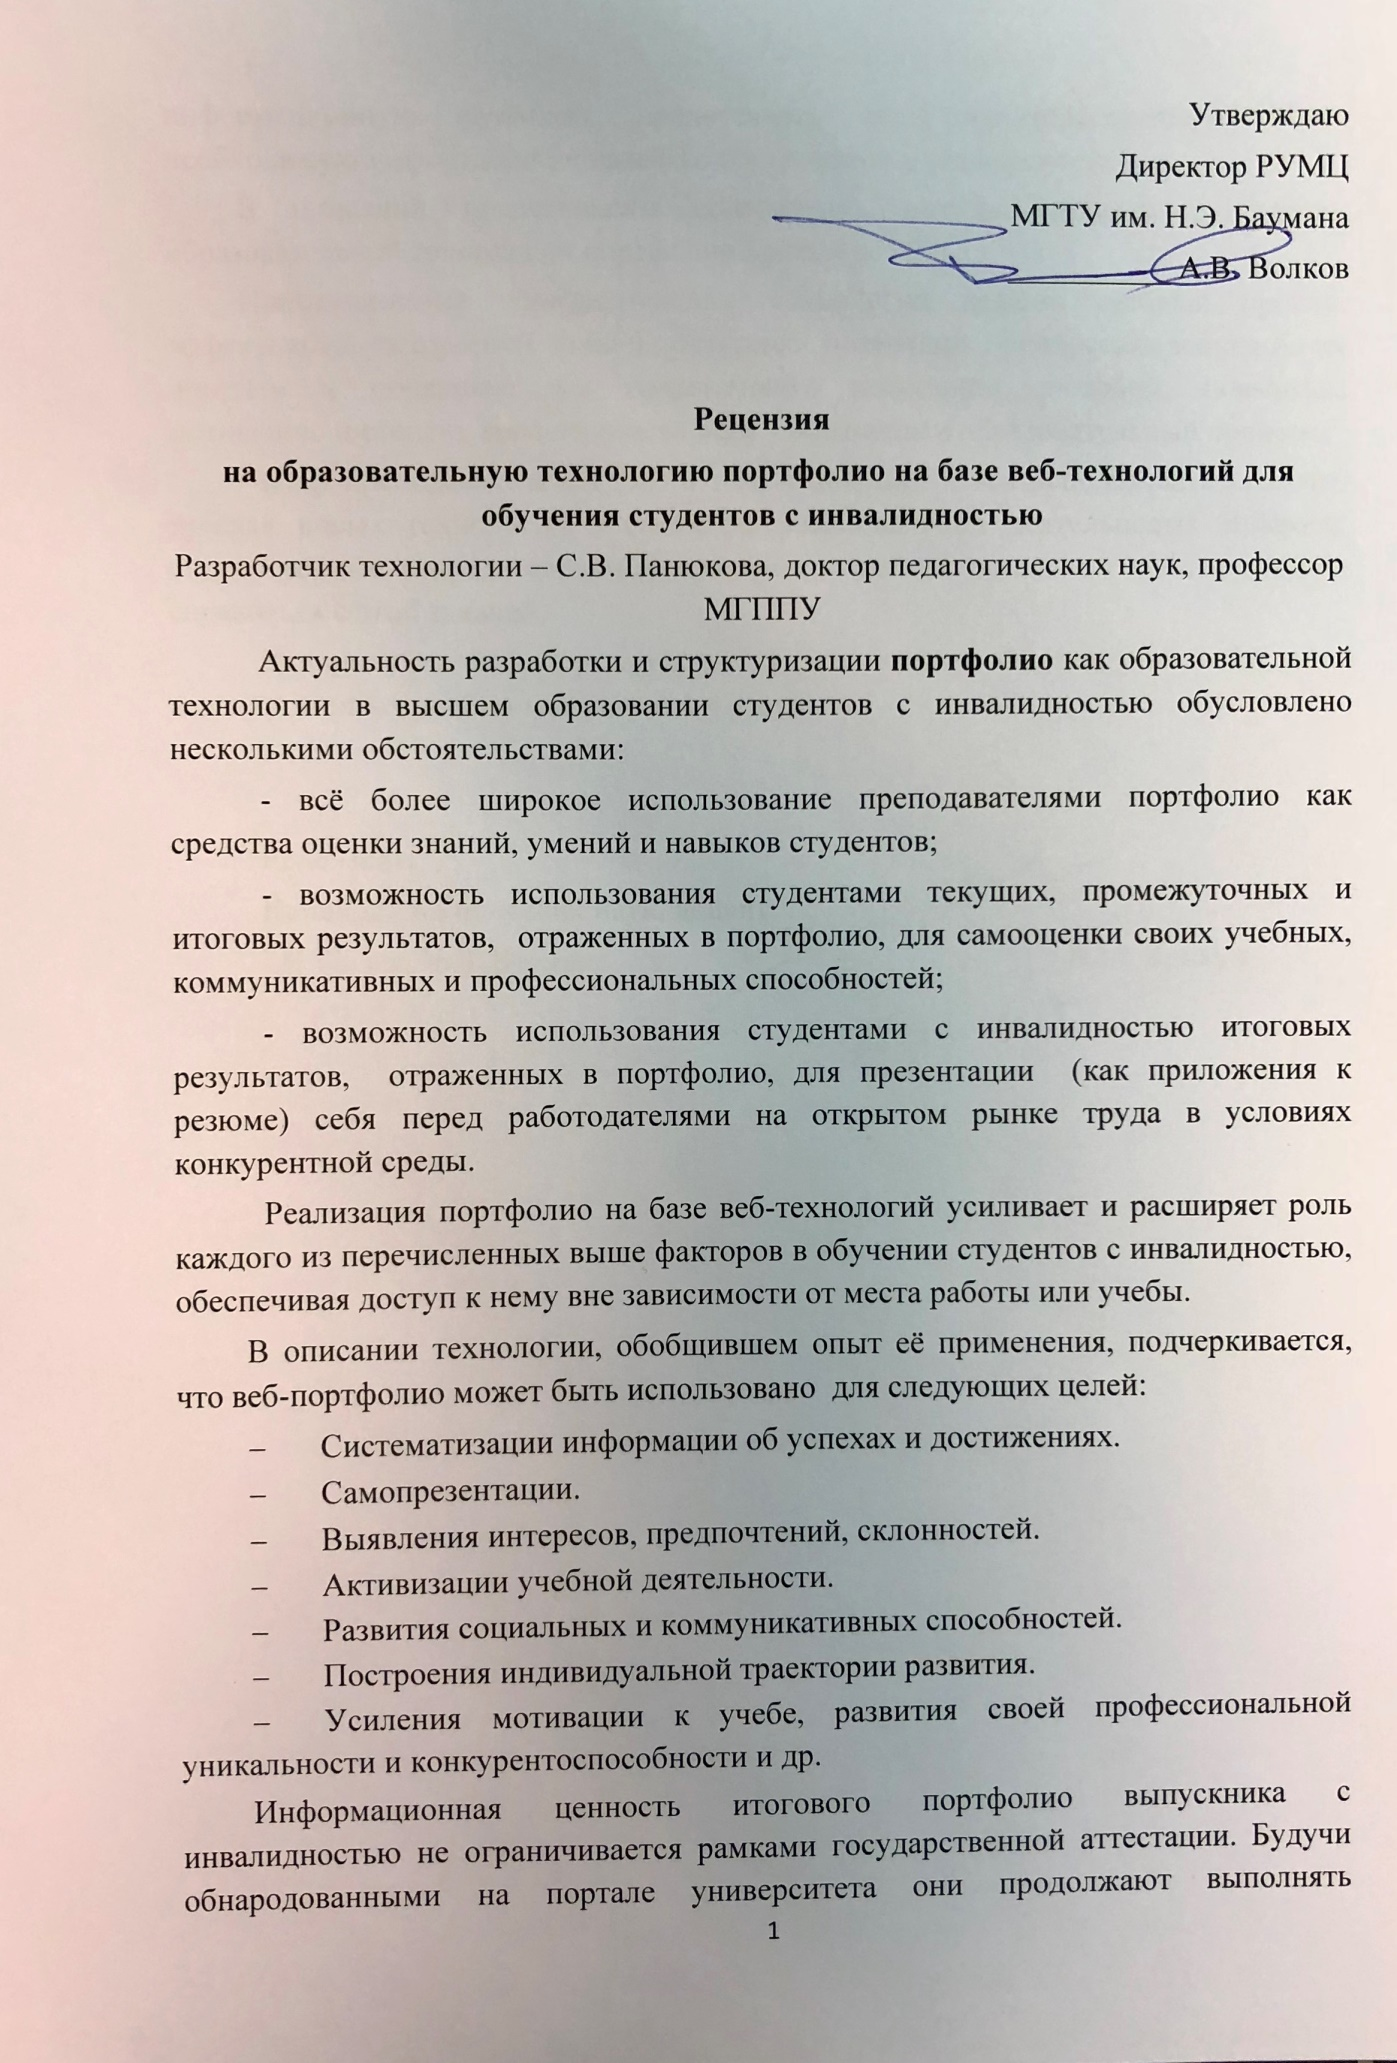 Утверждаю
Директор РУМЦ
МГТУ им. Н.Э. Баумана
А.В. Волков
Рецензия
на образовательную технологию портфолио на базе веб-технологий для
обучения студентов с инвалидностью
Разработчик технологии – С.В. Панюкова, доктор педагогических наук, профессор
МГППУ
Актуальность разработки и структуризации портфолио как образовательной
технологии в высшем образовании студентов с инвалидностью обусловлено
несколькими обстоятельствами:
- всё более широкое использование преподавателями портфолио как
средства оценки знаний, умений и навыков студентов;
- возможность использования студентами текущих, промежуточных и
итоговых результатов, отраженных в портфолио, для самооценки своих учебных,
коммуникативных и профессиональных способностей;
- возможность использования студентами с инвалидностью итоговых
результатов, отраженных в портфолио, для презентации (как приложения к
резюме) себя перед работодателями на открытом рынке труда в условиях
конкурентной среды.
Реализация портфолио на базе веб-технологий усиливает и расширяет роль
каждого из перечисленных выше факторов в обучении студентов с инвалидностью,
обеспечивая доступ к нему вне зависимости от места работы или учебы.
В описании технологии, обобщившем опыт её применения, подчеркивается,
что веб-портфолио может быть использовано для следующих целей:
– Систематизации информации об успехах и достижениях.
– Самопрезентации.
– Выявления интересов, предпочтений, склонностей.
– Активизации учебной деятельности.
– Развития социальных и коммуникативных способностей.
– Построения индивидуальной траектории развития.
– Усиления мотивации к учебе, развития своей профессиональной
уникальности и конкурентоспособности и др.
Информационная ценность итогового портфолио выпускника с
инвалидностью не ограничивается рамками государственной аттестации. Будучи
обнародованными на портале университета они продолжают выполнять
1